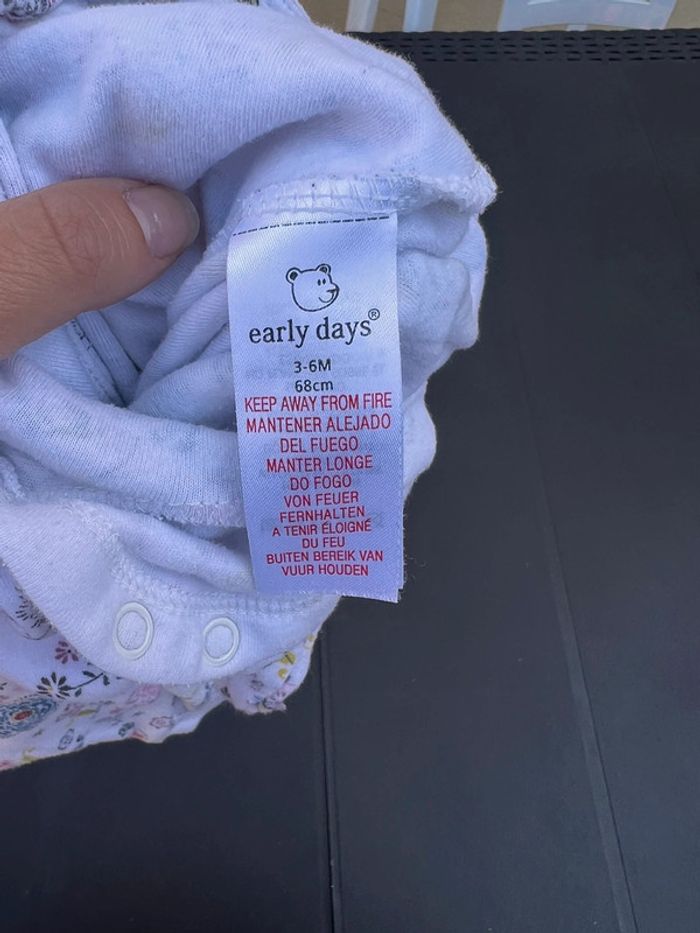 early days®
3-6M
68cm
KEEP AWAY FROM FIRE
MANTENER ALEJADO
DEL FUEGO
MANTER LONGE
DO FOGO
VON FEUER
FERNHALTEN
A TENIR ÉLOIGNÉ
DU FEU
BUITEN BEREIK VAN
VUUR HOUDEN